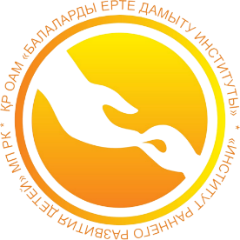 ҚР ОАМ «БАЛАЛАРДЫ ЕРТЕ ДАМЫТУ ИНСТИТУТЫ» *
«ИНСТИТУТ РАННЕГО РАЗВИТИЯ ДЕТЕЙ» МП РК *